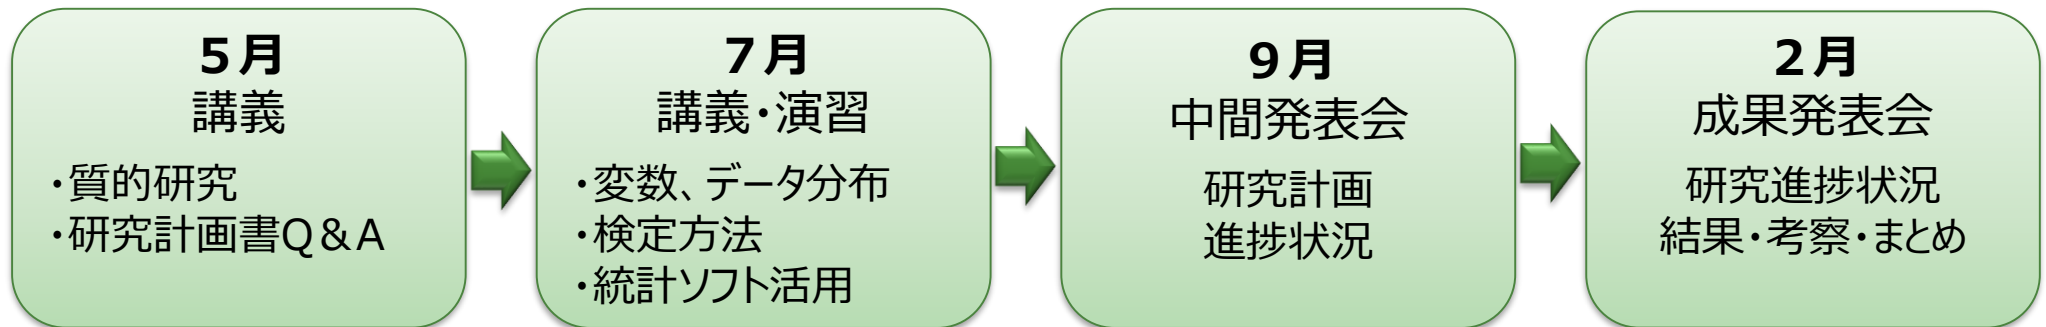 ５月
講義
・質的研究
・研究計画書Q＆A
７月
講義・演習
・変数、データ分布
・検定方法
・統計ソフト活用
９月
中間発表会
研究計画
進捗状況
２月
成果発表会
研究進捗状況
結果・考察・まとめ